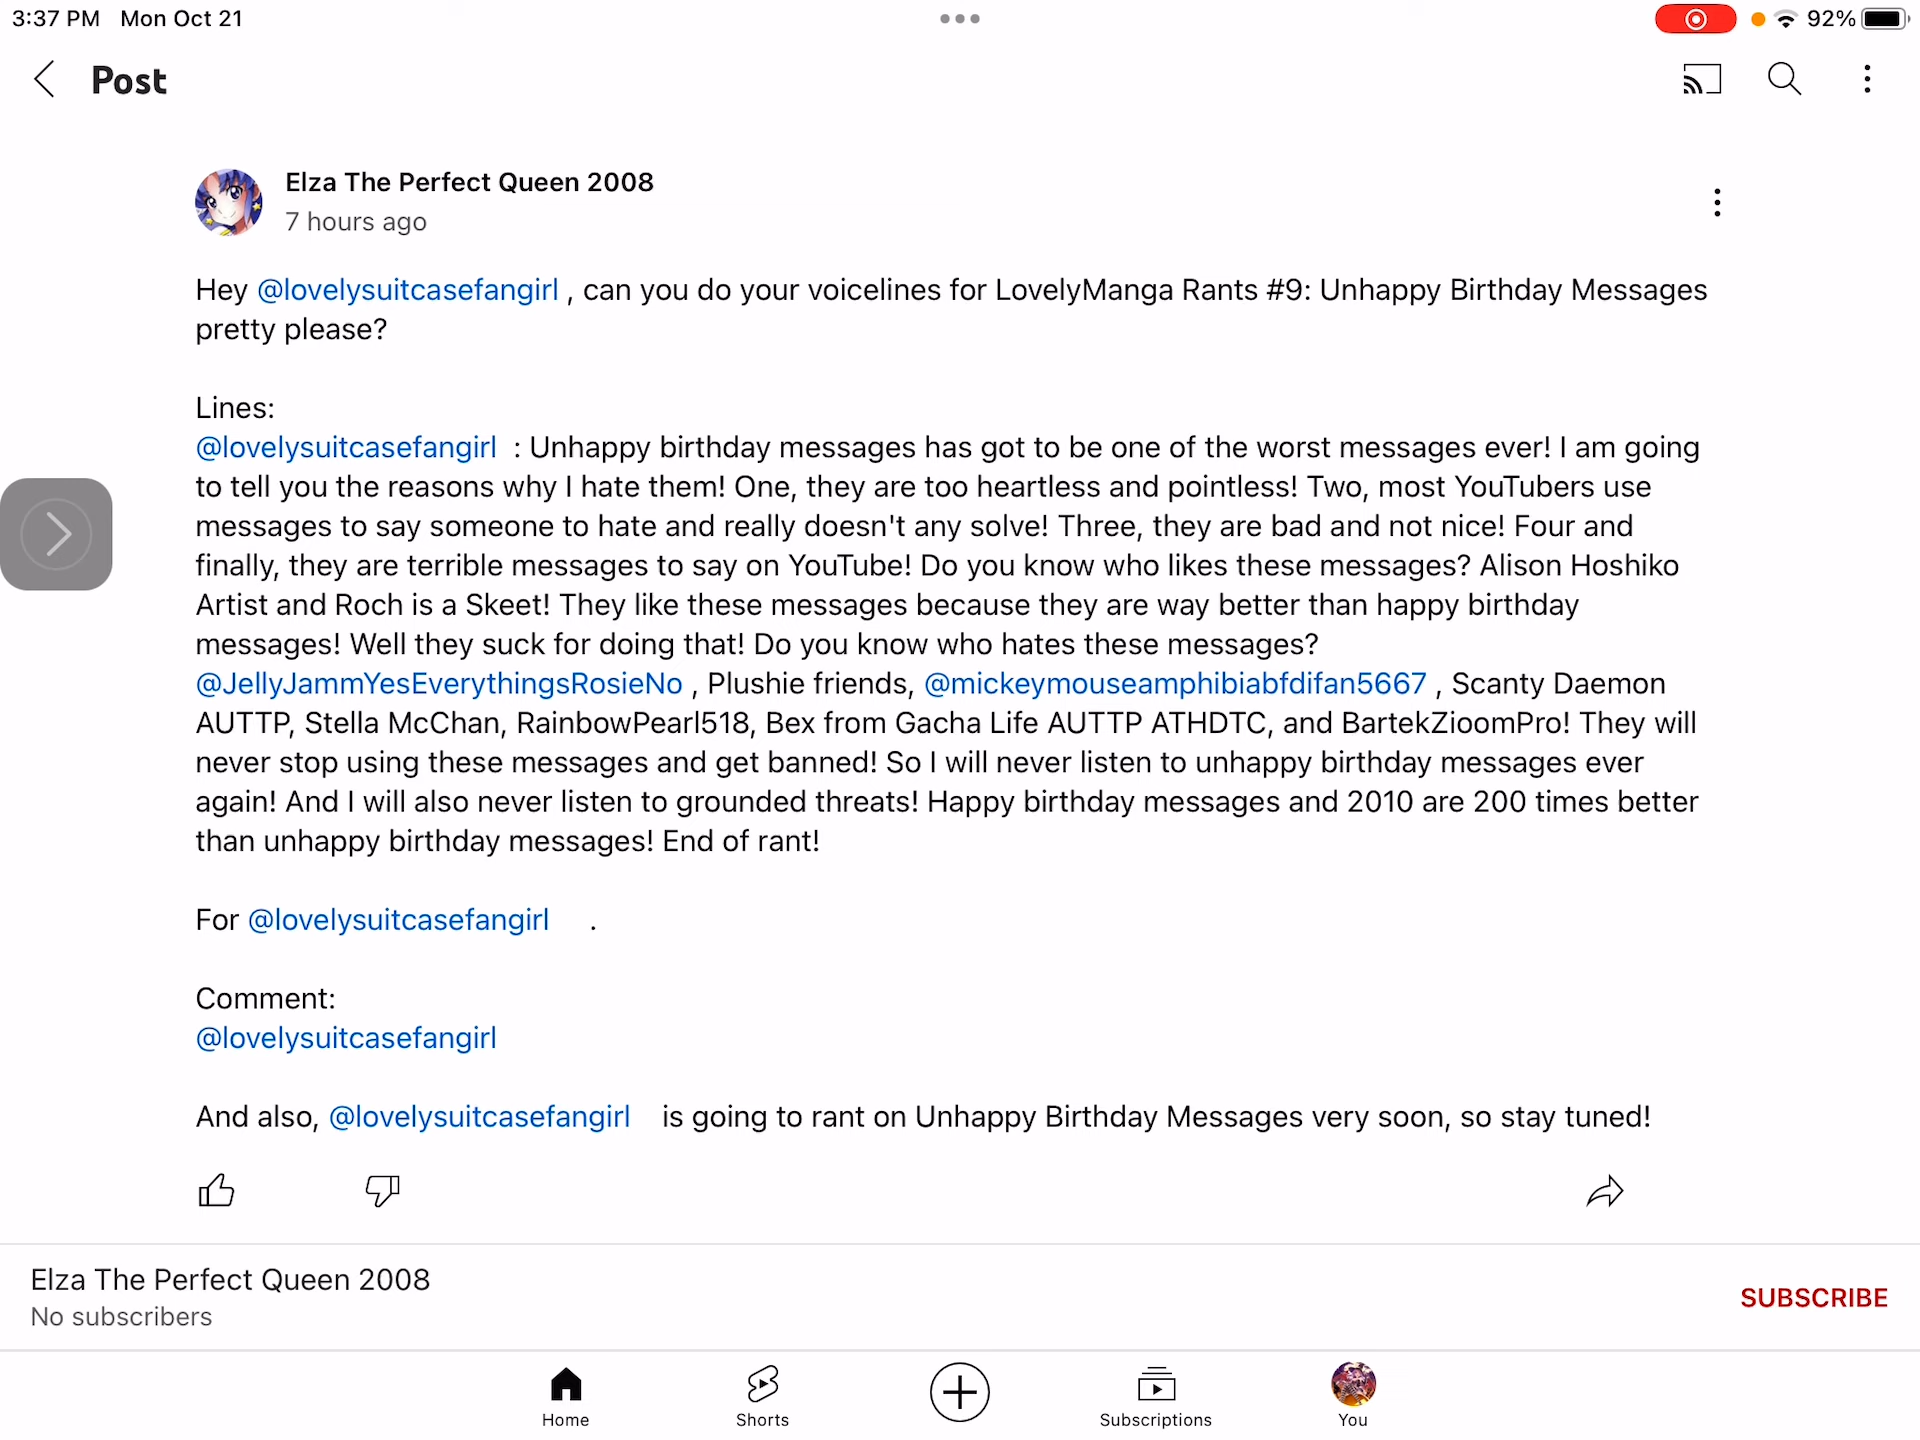 3:37 PM Mon Oct 21
92%
Post
Elza The Perfect Queen 2008
7 hours ago
Hey @lovelysuitcasefangirl , can you do your voicelines for LovelyManga Rants #9: Unhappy Birthday Messages
pretty please?
Lines:
@lovelysuitcasefangirl : Unhappy birthday messages has got to be one of the worst messages ever! I am going
to tell you the reasons why I hate them! One, they are too heartless and pointless! Two, most YouTubers use
messages to say someone to hate and really doesn't any solve! Three, they are bad and not nice! Four and
finally, they are terrible messages to say on YouTube! Do you know who likes these messages? Alison Hoshiko
Artist and Roch is a Skeet! They like these messages because they are way better than happy birthday
messages! Well they suck for doing that! Do you know who hates these messages?
@JellyJammYesEverythingsRosieNo , Plushie friends, @mickeymouseamphibiabfdifan5667 , Scanty Daemon
AUTTP, Stella McChan, RainbowPearl518, Bex from Gacha Life AUTTP ATHDTC, and BartekZioomPro! They will
never stop using these messages and get banned! So I will never listen to unhappy birthday messages ever
again! And I will also never listen to grounded threats! Happy birthday messages and 2010 are 200 times better
than unhappy birthday messages! End of rant!
For @lovelysuitcasefangirl .
Comment:
@lovelysuitcasefangirl
And also, @lovelysuitcasefangirl is going to rant on Unhappy Birthday Messages very soon, so stay tuned!
Elza The Perfect Queen 2008
No subscribers
SUBSCRIBE
Home
Shorts
Subscriptions
You